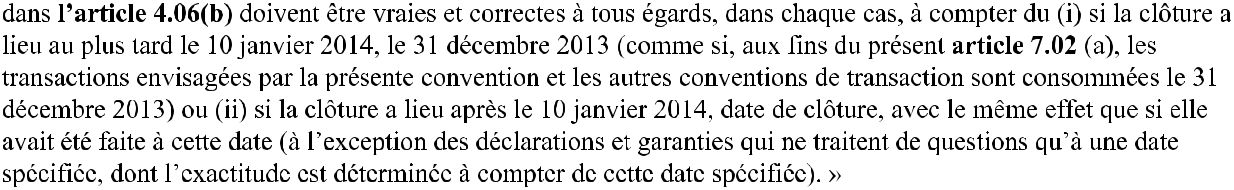 dans l'article 4.06(b) doivent être vraies et correctes à tous égards, dans chaque cas, à compter du (i) si la clôture a
lieu au plus tard le 10 janvier 2014, le 31 décembre 2013 (comme si, aux fins du présent article 7.02 (a), les
transactions envisagées par la présente convention et les autres conventions de transaction sont consommées le 31
décembre 2013) ou (ii) si la clôture a lieu après le 10 janvier 2014, date de clôture, avec le même effet que si elle
avait été faite à cette date (à l'exception des déclarations et garanties qui ne traitent de questions qu'à une date
spécifiée, dont l'exactitude est déterminée à compter de cette date spécifiée). »